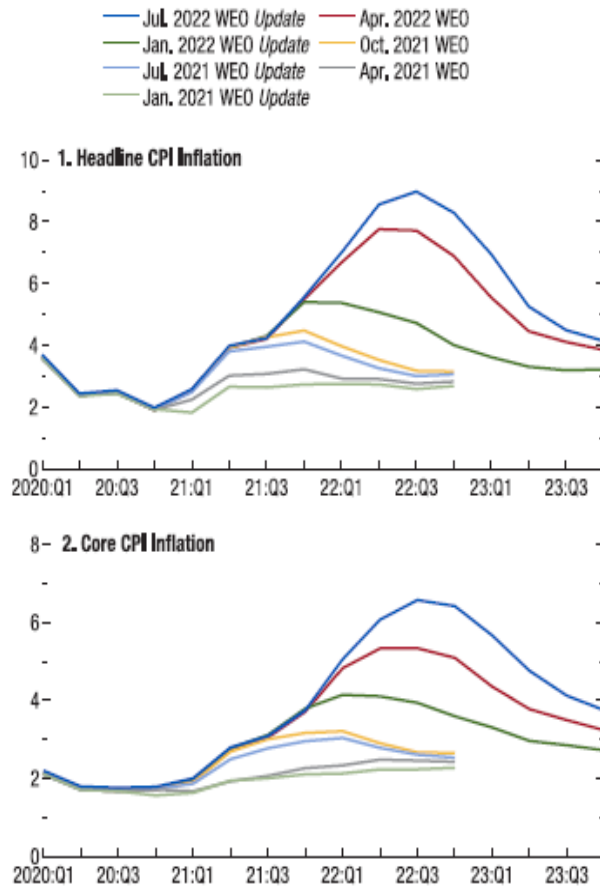 Jul. 2022 WEO Update Apr. 2022 WEO
Jan. 2022 WEO Update Oct. 2021 WEO
Jul. 2021 WEO Update Apr. 2021 WEO
Jan. 2021 WEO Update
10 1. Headline CPI Inflation
8
6
4
2
0
2020:Q1 20:Q3 21:Q1 21:Q3 22:Q1 22:Q3 23:Q1 23:Q3
8 2. Core CPI Inflation
6
4
2
0
2020:Q1 20:Q3 21:Q1 21:Q3 22:Q1 22:Q3 23:Q1 23:Q3